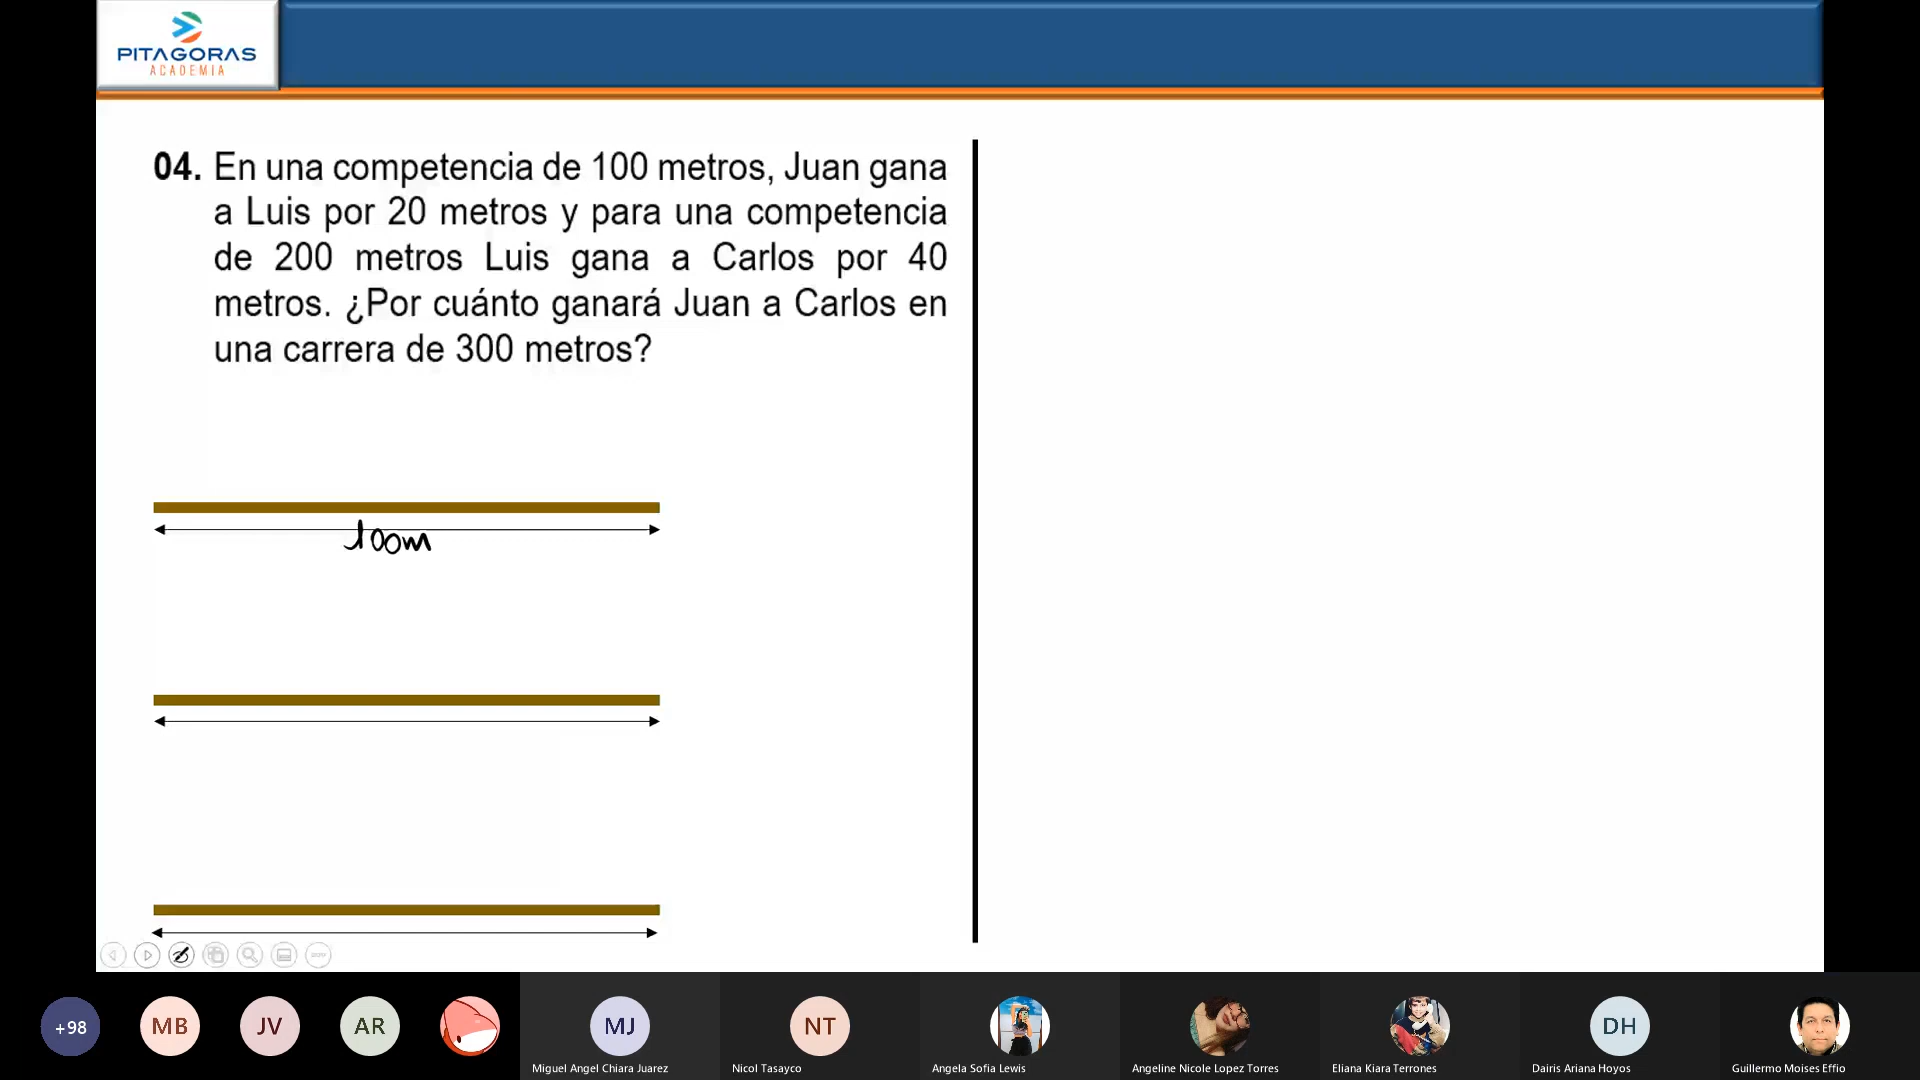 PITAGORAS
ACADEMIA
04. En una competencia de 100 metros, Juan gana
a Luis por 20 metros y para una competencia
de 200 metros Luis gana a Carlos por 40
metros. ¿Por cuánto ganará Juan a Carlos en
una carrera de 300 metros?
100m
+98
MB
JV
AR
MJ
NT
DH
Miguel Angel Chiara Juarez
Nicol Tasayco
Angela Sofia Lewis
Angeline Nicole Lopez Torres
Eliana Kiara Terrones
Dairis Ariana Hoyos
Guillermo Moises Effio